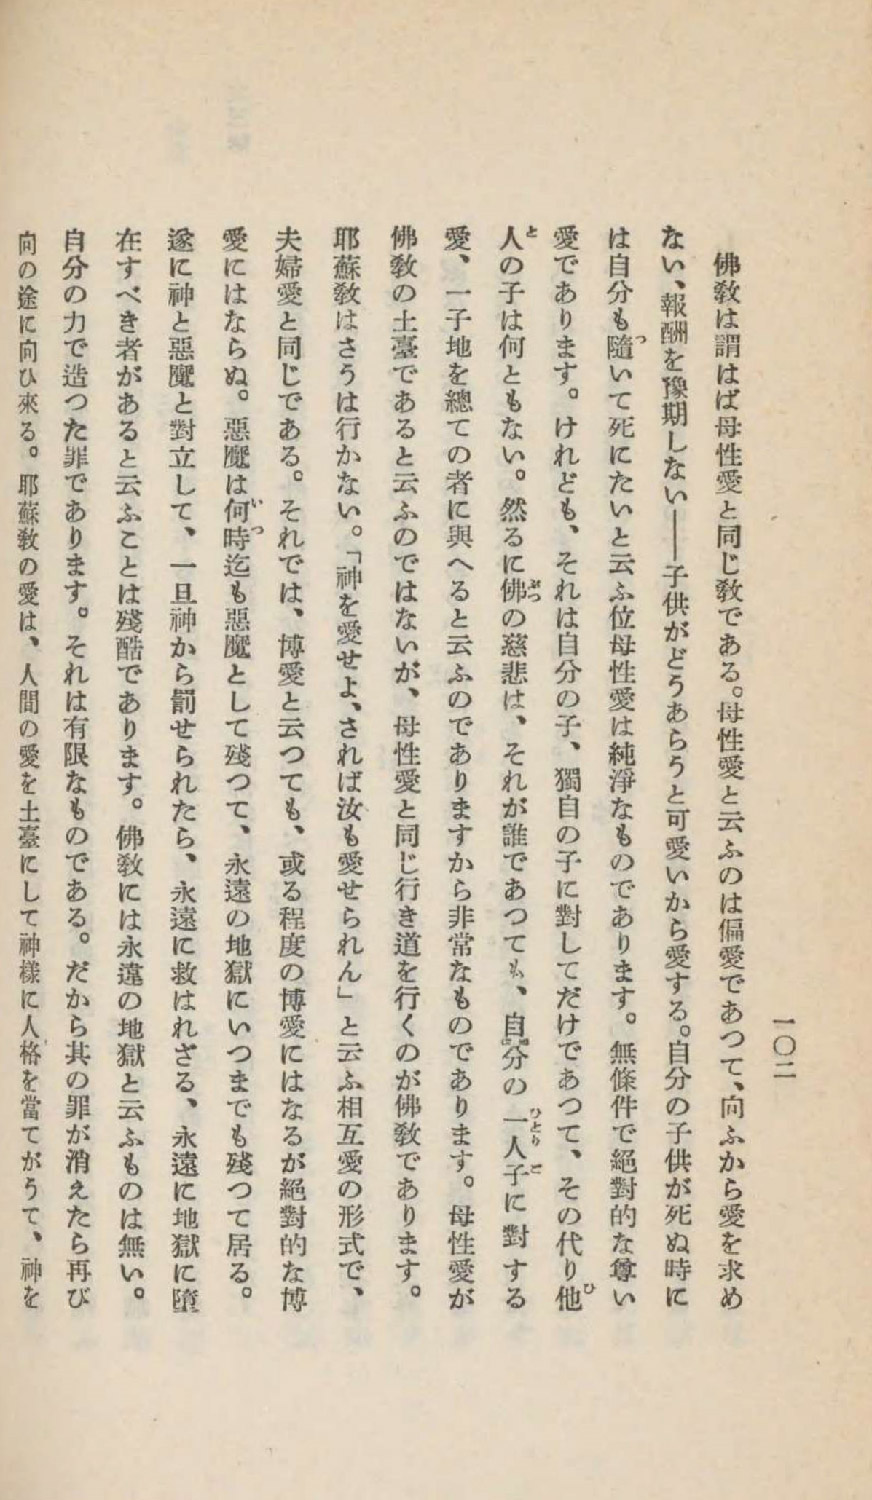 一〇二
佛敎は謂はば母性愛と同じ敎である。母性愛と云ふのは偏愛であつて、向ふから愛を求め
ない、報酬を豫期しない――子供がどうあらうと可愛いから愛する。自分の子供が死ぬ時に
は自分も隨いて死にたいと云ふ位母性愛は純淨なものであります。無條件で絕對的な尊い
愛であります。けれども、それは自分の子、獨自の子に對してだけであつて、その代り他
人の子は何ともない。然るに佛の慈悲は、それが誰であつても、自分の一人子に對する
愛、一子地を總ての者に與へると云ふのでありますから非常なものであります。母性愛が
佛敎の土臺であると云ふのではないが、母性愛と同じ行き道を行くのが佛敎であります。
耶蘇敎はさうは行かない。「神を愛せよ、されば汝も愛せられん」と云ふ相互愛の形式で、
夫婦愛と同じである。それでは、博愛と云つても、或る程度の博愛にはなるが絕對的な博
愛にはならぬ。惡魔は何時迄も惡魔として殘つて、永遠の地獄にいつまでも殘つて居る。
遂に神と惡魔と對立して、一旦神から罰せられたら、永遠に救はれざる、永遠に地獄に墮
在すべき者があると云ふことは殘酷であります。佛敎には永遠の地獄と云ふものは無い。
自分の力で造つた罪であります。それは有限なものである。だから其の罪が消えたら再び
向の途に向ひ來る。耶蘇敎の愛は、人間の愛を土臺にして神樣に人格を當てがうて、神を